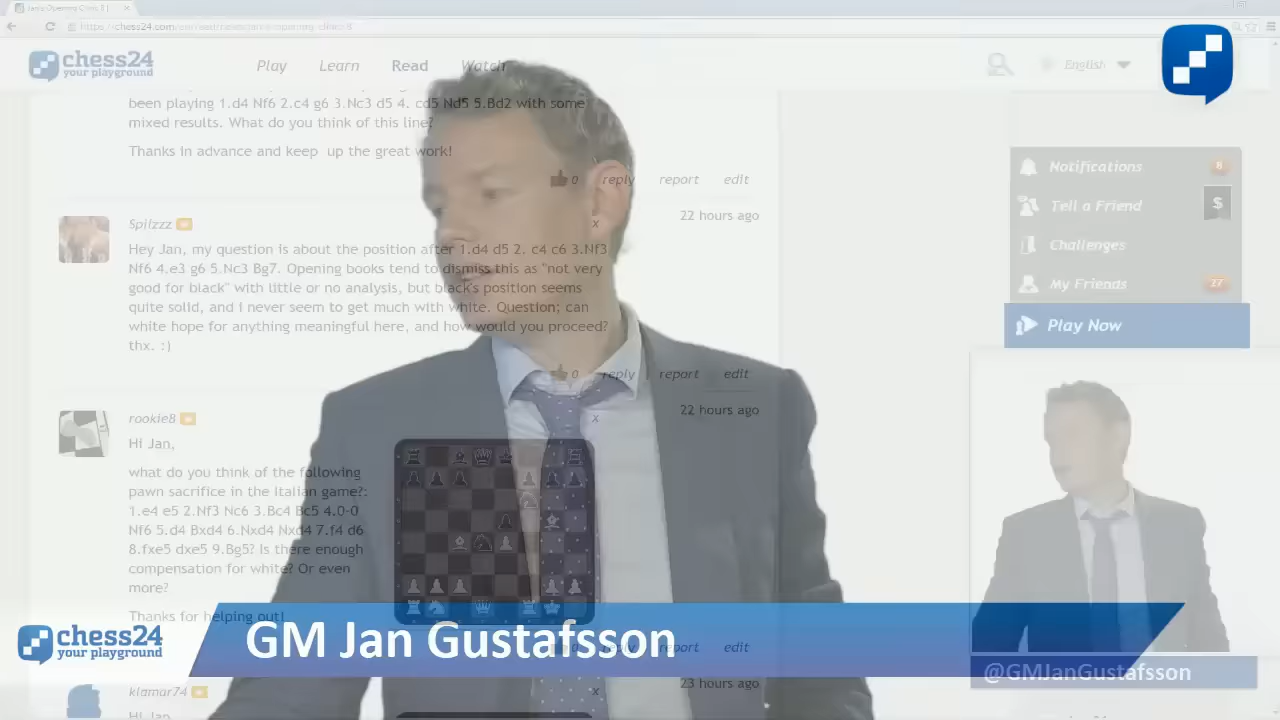 chess24
your playground
Play
Learn
Read
Watch
English
been playing 1.d4 Nf6 2.c4 g6 3.Nc3 d5 4. cd5 Nd5 5.Bd2 with some
mixed results. What do you think of this line?
Thanks in advance and keep up the great work!
0 reply report edit
Spilzzz
22 hours ago
x
Hey Jan, my question is about the position after 1.d4 d5 2. c4 c6 3.Nf3
Nf6 4.e3 g6 5.Nc3 Bg7. Opening books tend to dismiss this as "not very
good for black" with little or no analysis, but black's position seems
quite solid, and I never seem to get much with white. Question; can
white hope for anything meaningful here, and how would you proceed?
thx. :)
0 reply report edit
rookie8
22 hours ago
x
Hi Jan,
what do you think of the following
pawn sacrifice in the Italian game?:
1.e4 e5 2.Nf3 Nc6 3.Bc4 Bc5 4.0-0
Nf6 5.d4 Bxd4 6.Nxd4 Nxd4 7.f4 d6
8.fxe5 dxe5 9.Bg5? Is there enough
compensation for white? Or even
more?
Thanks for helping out!
reply report edit
klamar74
23 hours ago
x
Hi Jan,
Notifications 8
Tell a Friend $
Challenges
My Friends 27
Play Now
chess24
your playground
GM Jan Gustafsson
@GMJanGustafsson